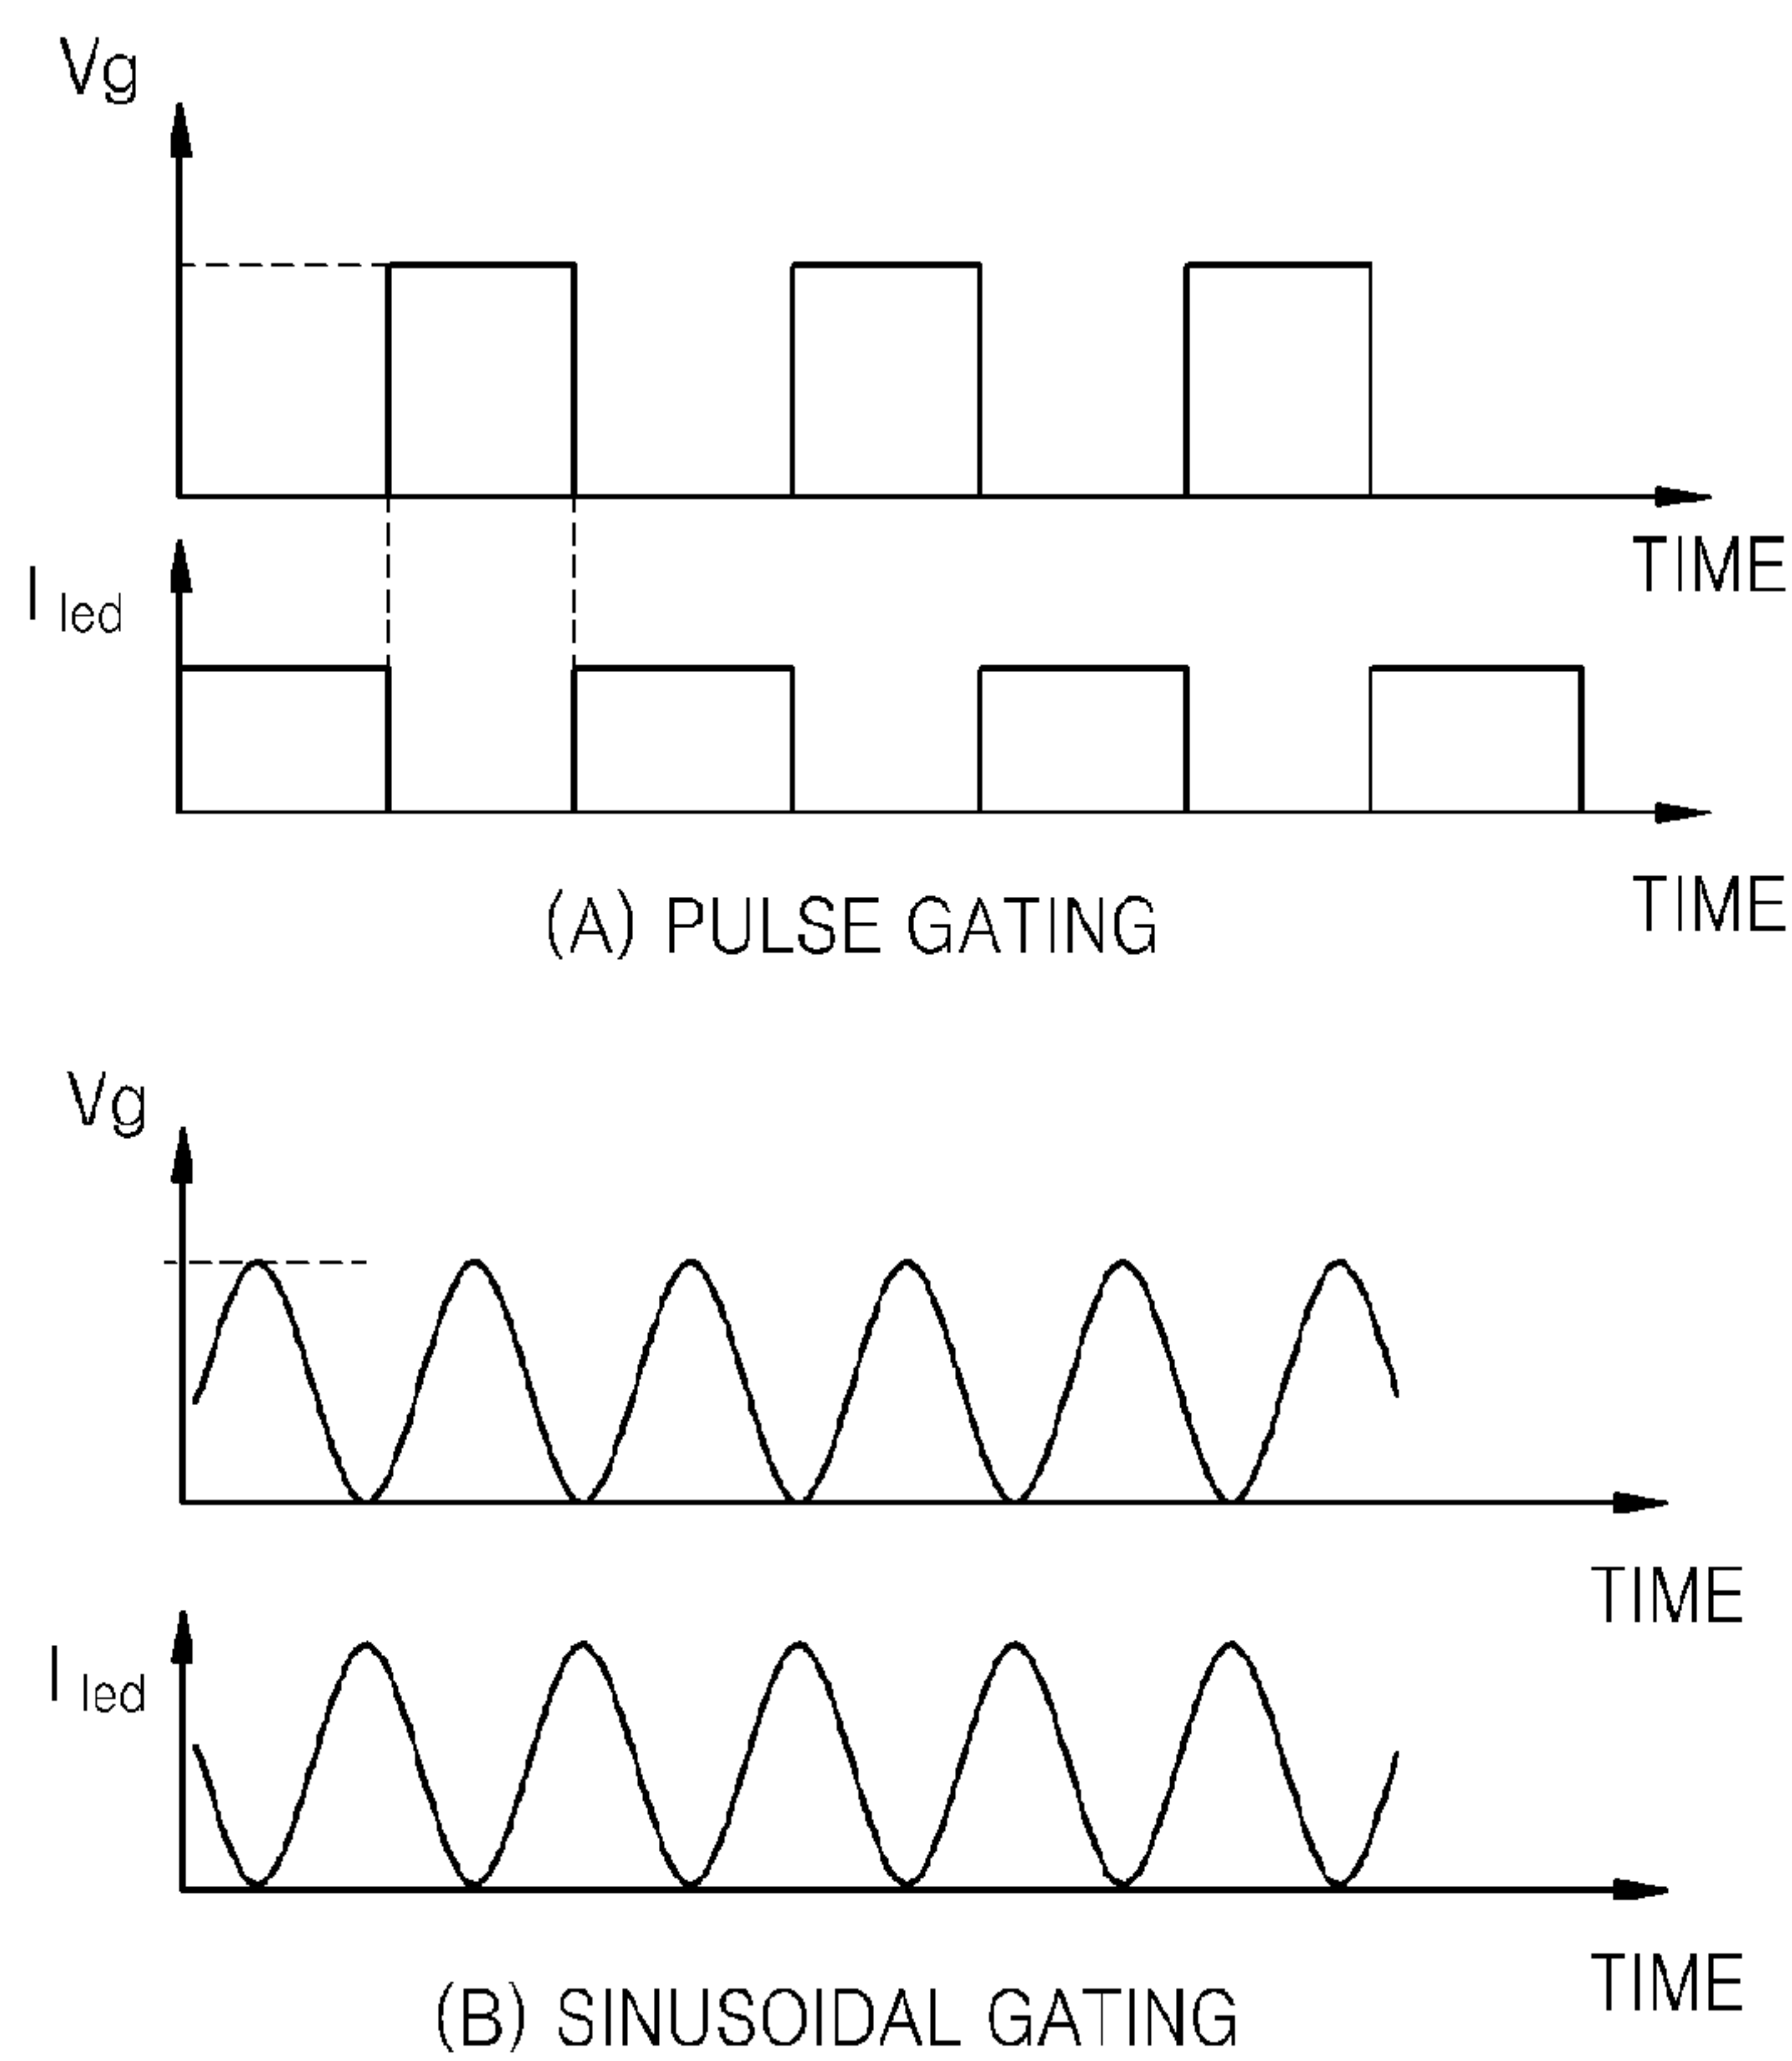 Vg
TIME
I led
TIME
(A) PULSE GATING
Vg
TIME
I led
TIME
(B) SINUSOIDAL GATING